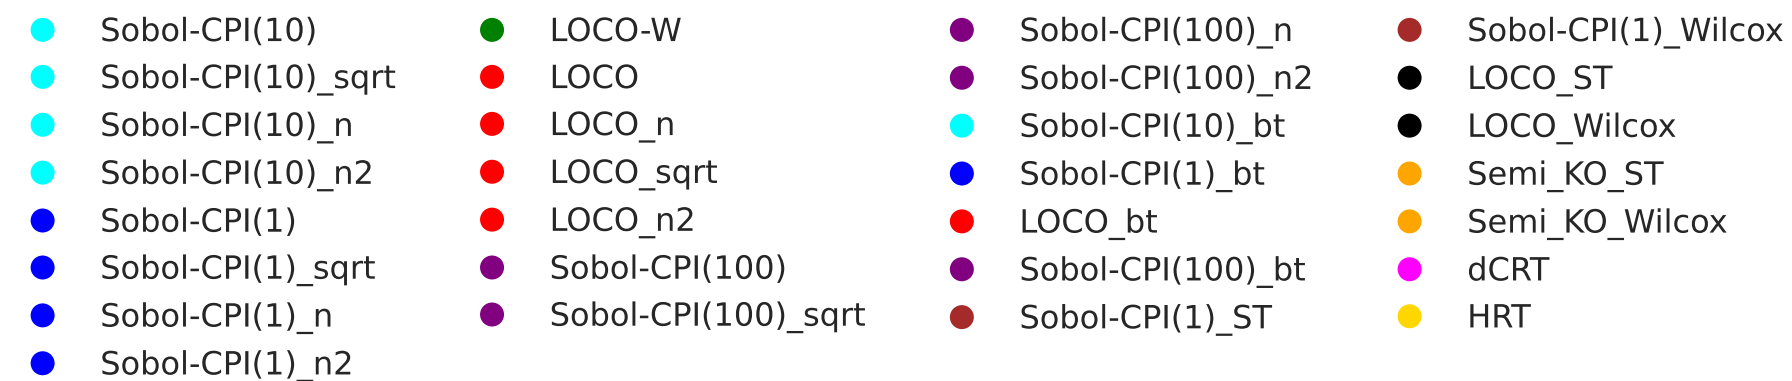 Sobol-CPI(10)
Sobol-CPI(10)_sqrt
Sobol-CPI(10)_n
Sobol-CPI(10)_n2
Sobol-CPI(1)
Sobol-CPI(1)_sqrt
Sobol-CPI(1)_n
Sobol-CPI(1)_n2
LOCO-W
LOCO
LOCO_n
LOCO_sqrt
LOCO_n2
Sobol-CPI(100)
Sobol-CPI(100)_sqrt
Sobol-CPI(100)_n
Sobol-CPI(100)_n2
Sobol-CPI(10)_bt
Sobol-CPI(1)_bt
LOCO_bt
Sobol-CPI(100)_bt
Sobol-CPI(1)_ST
Sobol-CPI(1)_Wilcox
LOCO_ST
LOCO_Wilcox
Semi_KO_ST
Semi_KO_Wilcox
dCRT
HRT